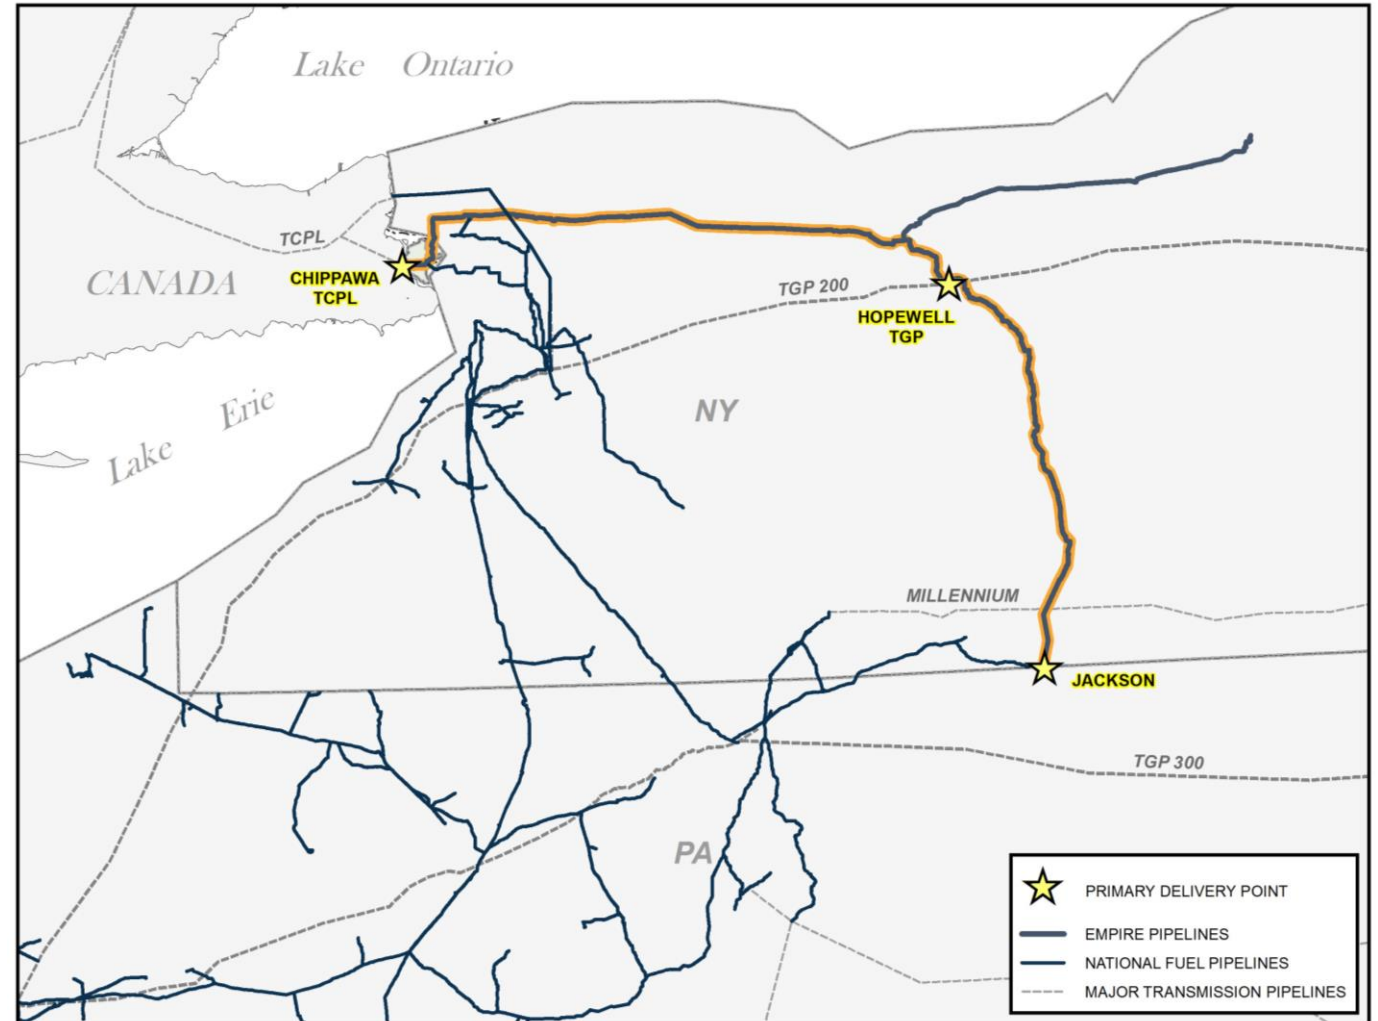 Lake Ontario
TCPL
CANADA
CHIPPAWA
TCPL
TGP 200
HOPEWELL
TGP
Lake Erie
NY
MILLENNIUM
JACKSON
TGP 300
PA
PRIMARY DELIVERY POINT
EMPIRE PIPELINES
NATIONAL FUEL PIPELINES
MAJOR TRANSMISSION PIPELINES